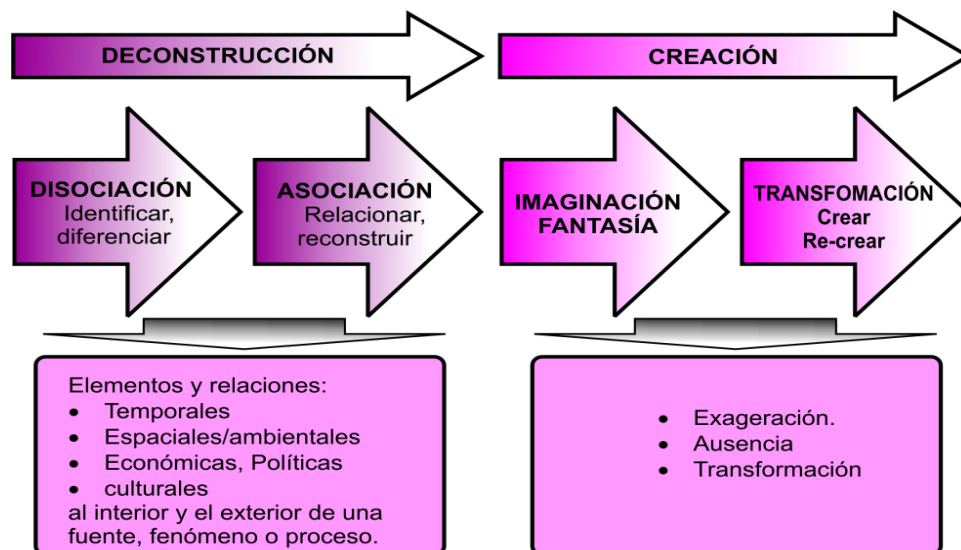 DECONSTRUCCIÓN
CREACIÓN
DISOCIACIÓN
Identificar,
diferenciar
ASOCIACIÓN
Relacionar,
reconstruir
IMAGINACIÓN
FANTASÍA
TRANSFOMACIÓN
Crear
Re-crear
Elementos y relaciones:
• Temporales
• Espaciales/ambientales
• Económicas, Políticas
• culturales
al interior y el exterior de una
fuente, fenómeno o proceso.
• Exageración.
• Ausencia
• Transformación